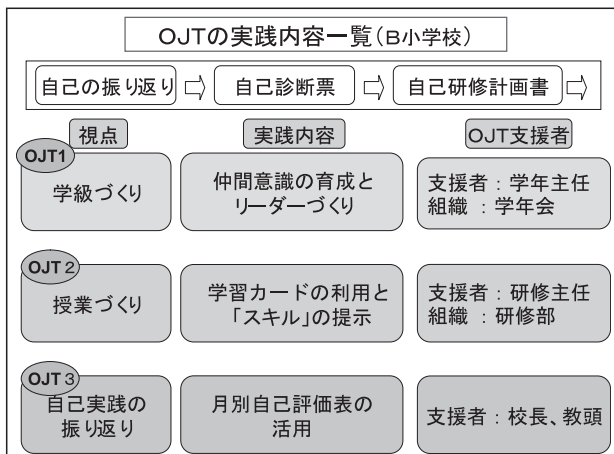 OJTの実践内容一覧(B小学校)
自己の振り返り ⇨ 自己診断票 ⇨ 自己研修計画書 ⇨
視点 実践内容 OJT支援者
OJT1
学級づくり
仲間意識の育成と
リーダーづくり
支援者：学年主任
組織：学年会
OJT2
授業づくり
学習カードの利用と
「スキル」の提示
支援者：研修主任
組織：研修部
OJT3
自己実践の
振り返り
月別自己評価表の
活用
支援者：校長、教頭